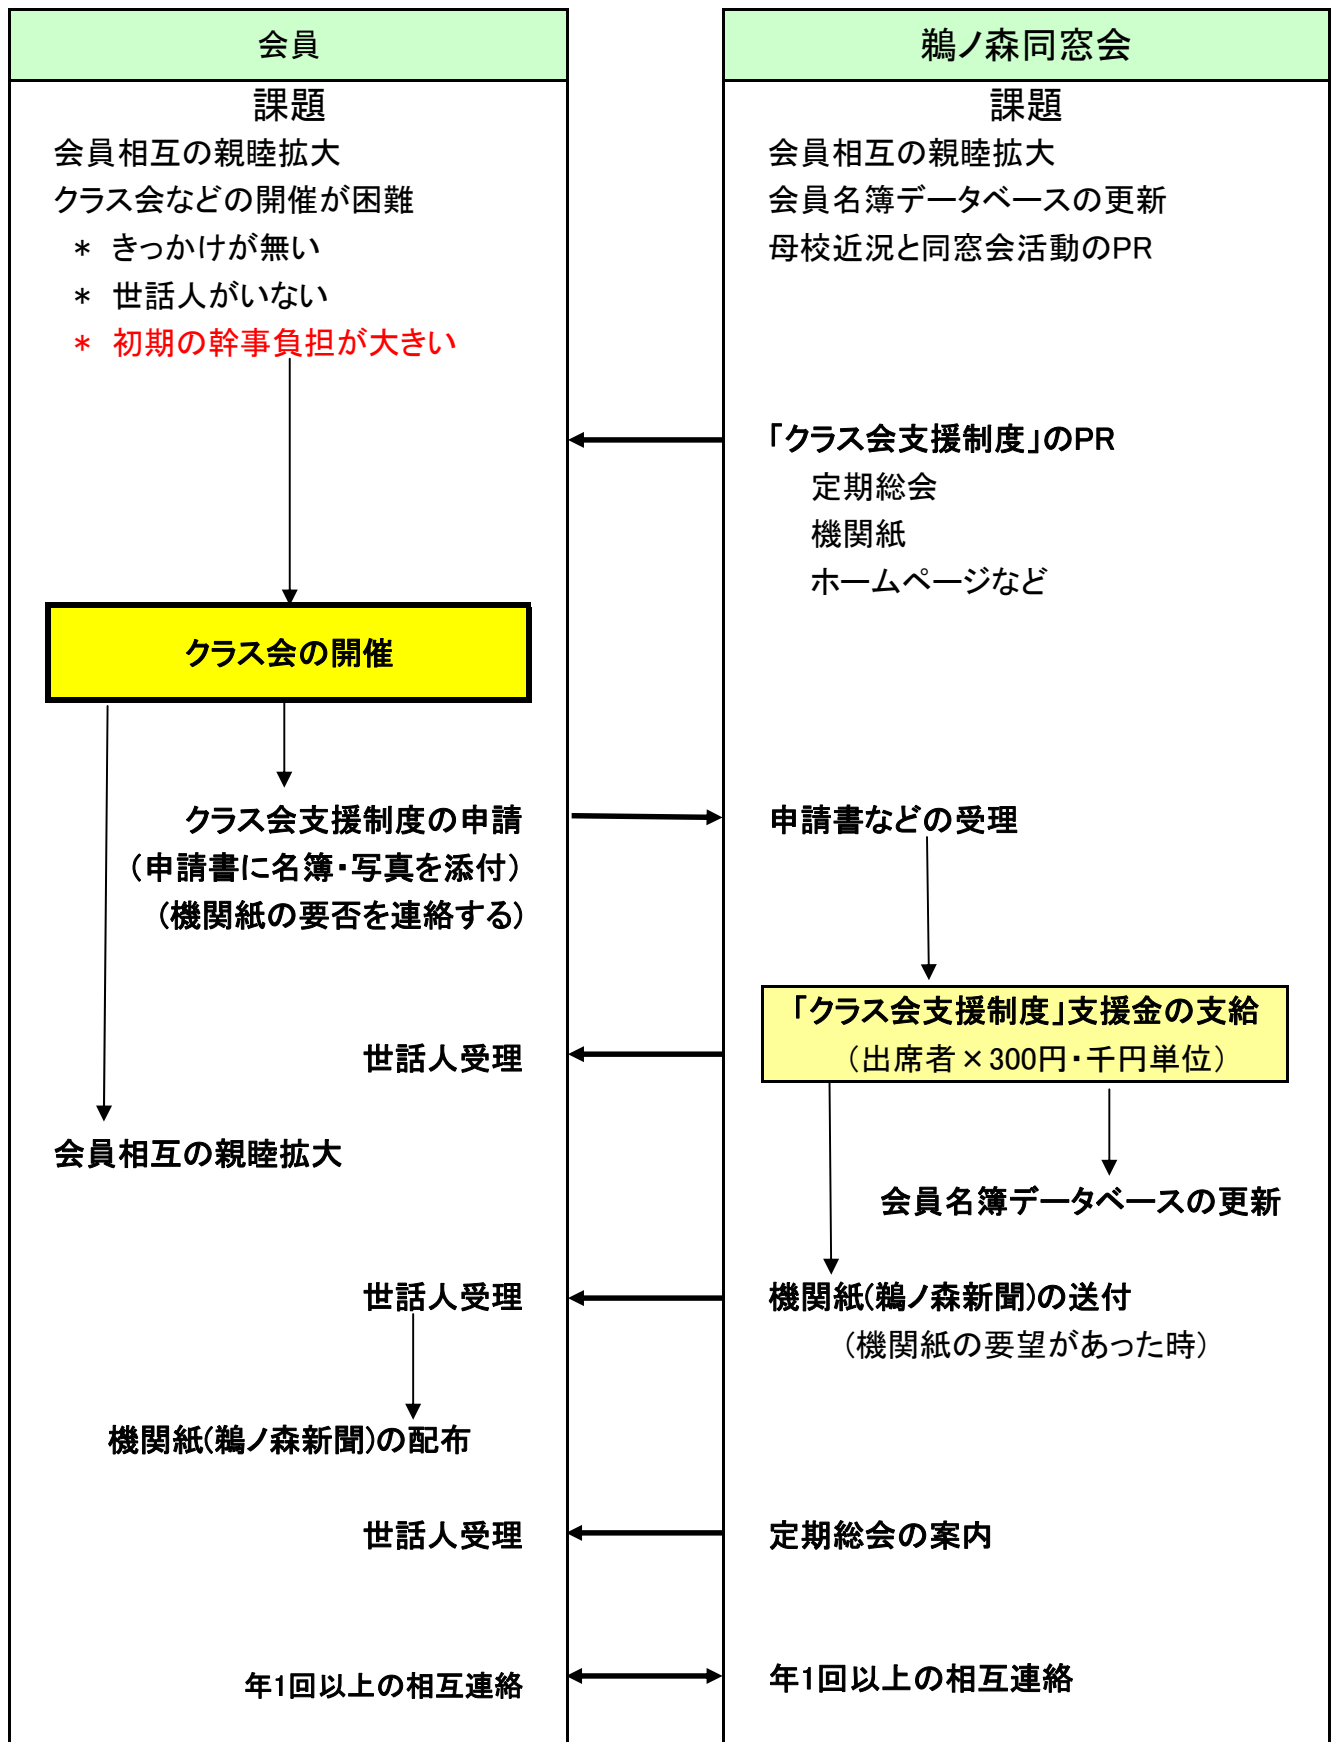 会員
課題
会員相互の親睦拡大
クラス会などの開催が困難
* きっかけが無い
* 世話人がいない
* 初期の幹事負担が大きい
クラス会の開催
クラス会支援制度の申請
(申請書に名簿・写真を添付)
(機関紙の要否を連絡する)
世話人受理
会員相互の親睦拡大
世話人受理
機関紙(鵜ノ森新聞)の配布
世話人受理
年1回以上の相互連絡
鵜ノ森同窓会
課題
会員相互の親睦拡大
会員名簿データベースの更新
母校近況と同窓会活動のPR
「クラス会支援制度」のPR
定期総会
機関紙
ホームページなど
申請書などの受理
「クラス会支援制度」支援金の支給
(出席者×300円・千円単位)
会員名簿データベースの更新
機関紙(鵜ノ森新聞)の送付
(機関紙の要望があった時)
定期総会の案内
年1回以上の相互連絡